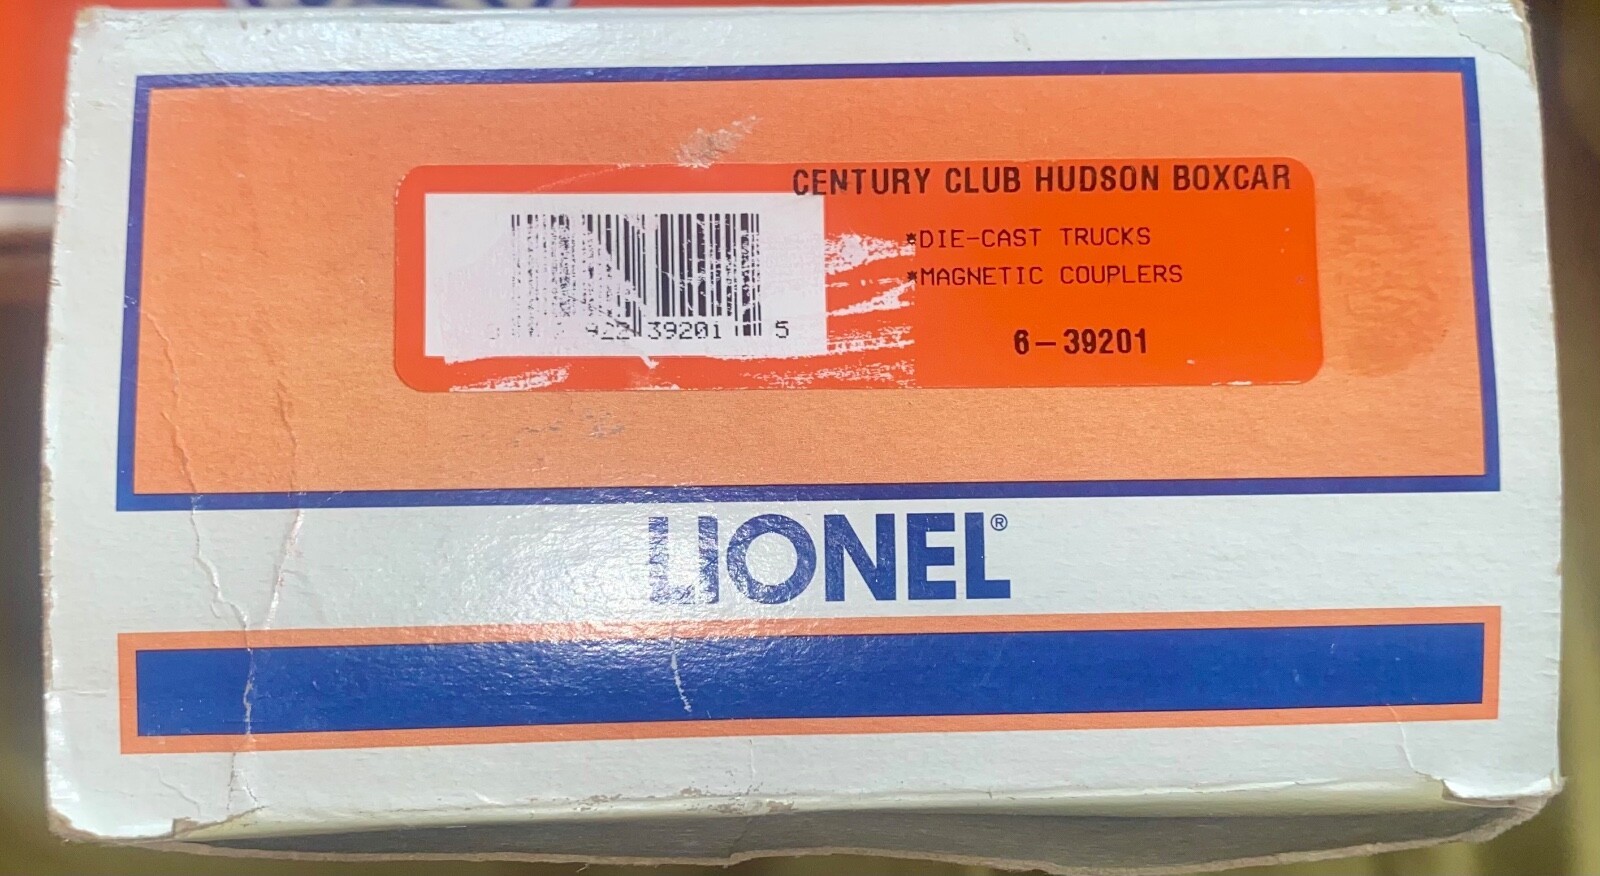 CENTURY CLUB HUDSON BOXCAR
*DIE-CAST TRUCKS
*MAGNETIC COUPLERS
39201 5
6-39201
LIONEL®